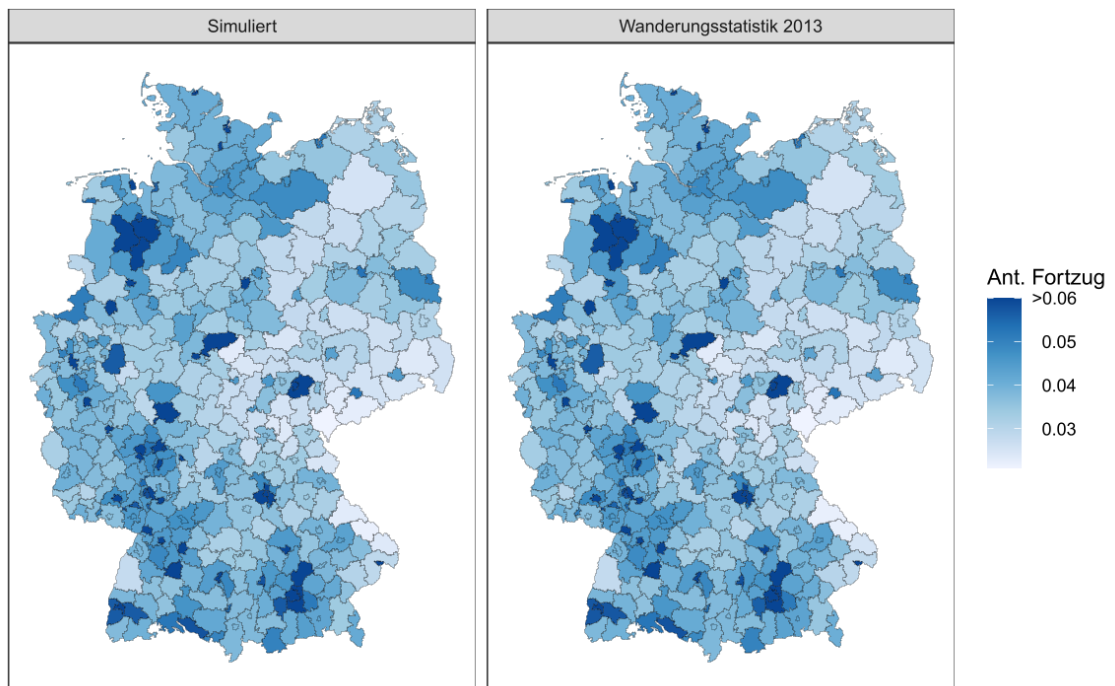 Simuliert
Wanderungsstatistik 2013
Ant. Fortzug
>0.06
0.05
0.04
0.03